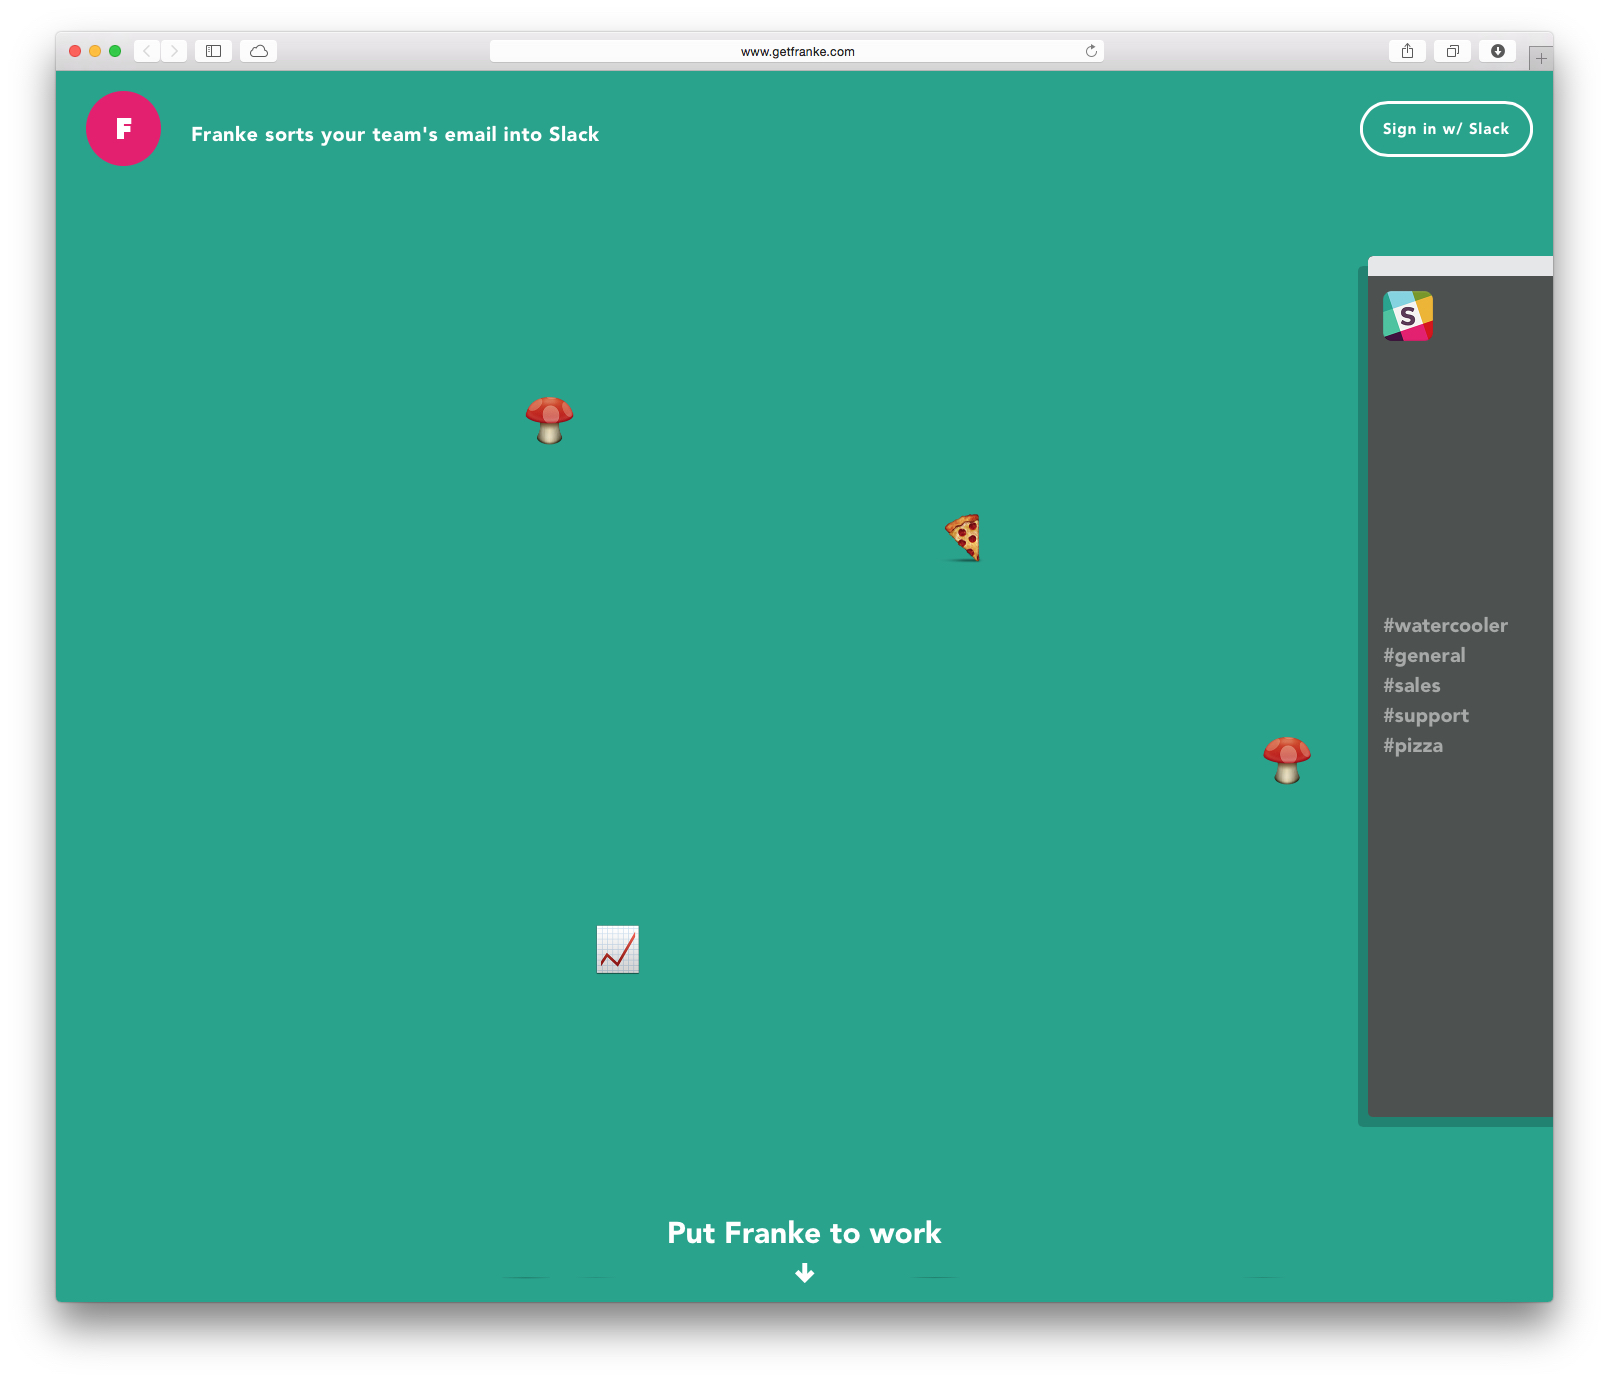 www.getfranke.com
F
Franke sorts your team's email into Slack
Sign in w/ Slack
S
#watercooler
#general
#sales
#support
#pizza
Put Franke to work